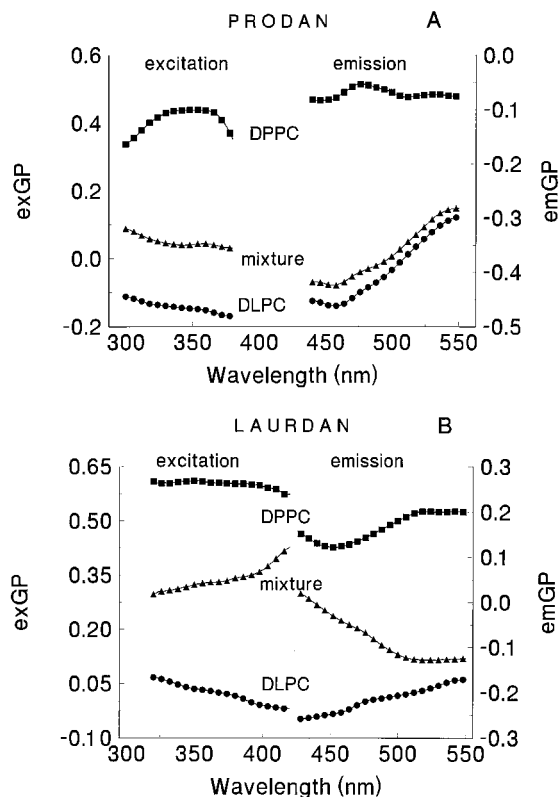 PRODAN A
0.6 0.0
excitation emission
0.4 -0.1
DPPC
-0.2
exGP emGP
0.2
-0.3
0.0 mixture
-0.4
DLPC
-0.2 -0.5
300 350 400 450 500 550
Wavelength (nm)
LAURDAN B
0.65 0.3
excitation emission
0.50 0.2
DPPC
0.1
exGP emGP
0.35 mixture 0.0
0.20 -0.1
0.05 DLPC -0.2
-0.10 -0.3
300 350 400 450 500 550
Wavelength (nm)